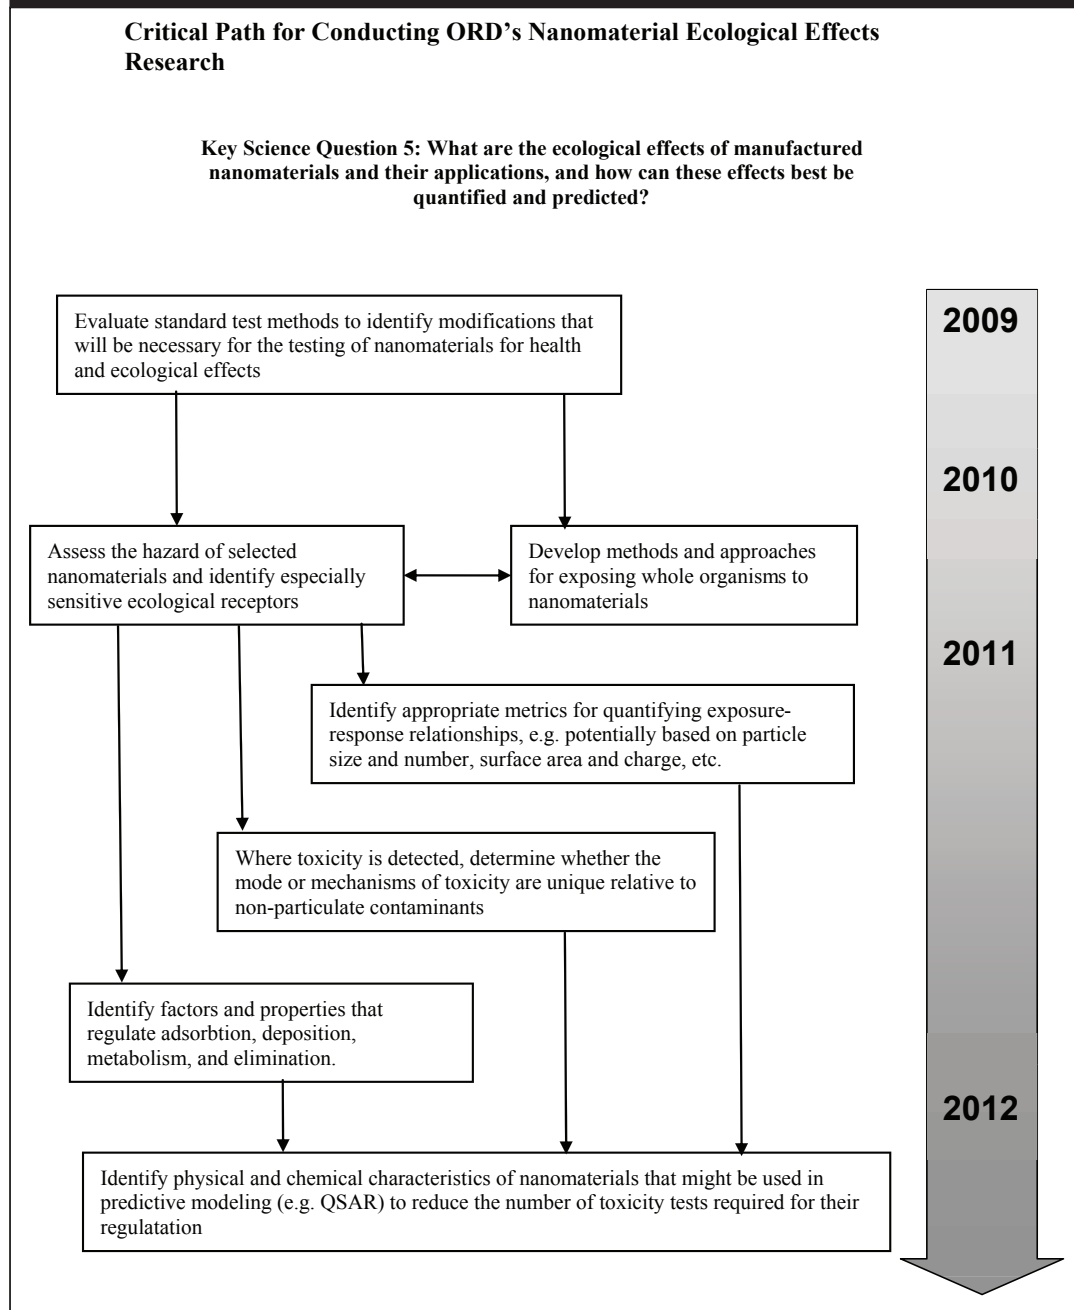 Critical Path for Conducting ORD's Nanomaterial Ecological Effects
Research
Key Science Question 5: What are the ecological effects of manufactured
nanomaterials and their applications, and how can these effects best be
quantified and predicted?
Evaluate standard test methods to identify modifications that
will be necessary for the testing of nanomaterials for health
and ecological effects
2009
2010
Assess the hazard of selected
nanomaterials and identify especially
sensitive ecological receptors
Develop methods and approaches
for exposing whole organisms to
nanomaterials
2011
Identify appropriate metrics for quantifying exposure-
response relationships, e.g. potentially based on particle
size and number, surface area and charge, etc.
Where toxicity is detected, determine whether the
mode or mechanisms of toxicity are unique relative to
non-particulate contaminants
Identify factors and properties that
regulate adsorbtion, deposition,
metabolism, and elimination.
2012
Identify physical and chemical characteristics of nanomaterials that might be used in
predictive modeling (e.g. QSAR) to reduce the number of toxicity tests required for their
regulatation